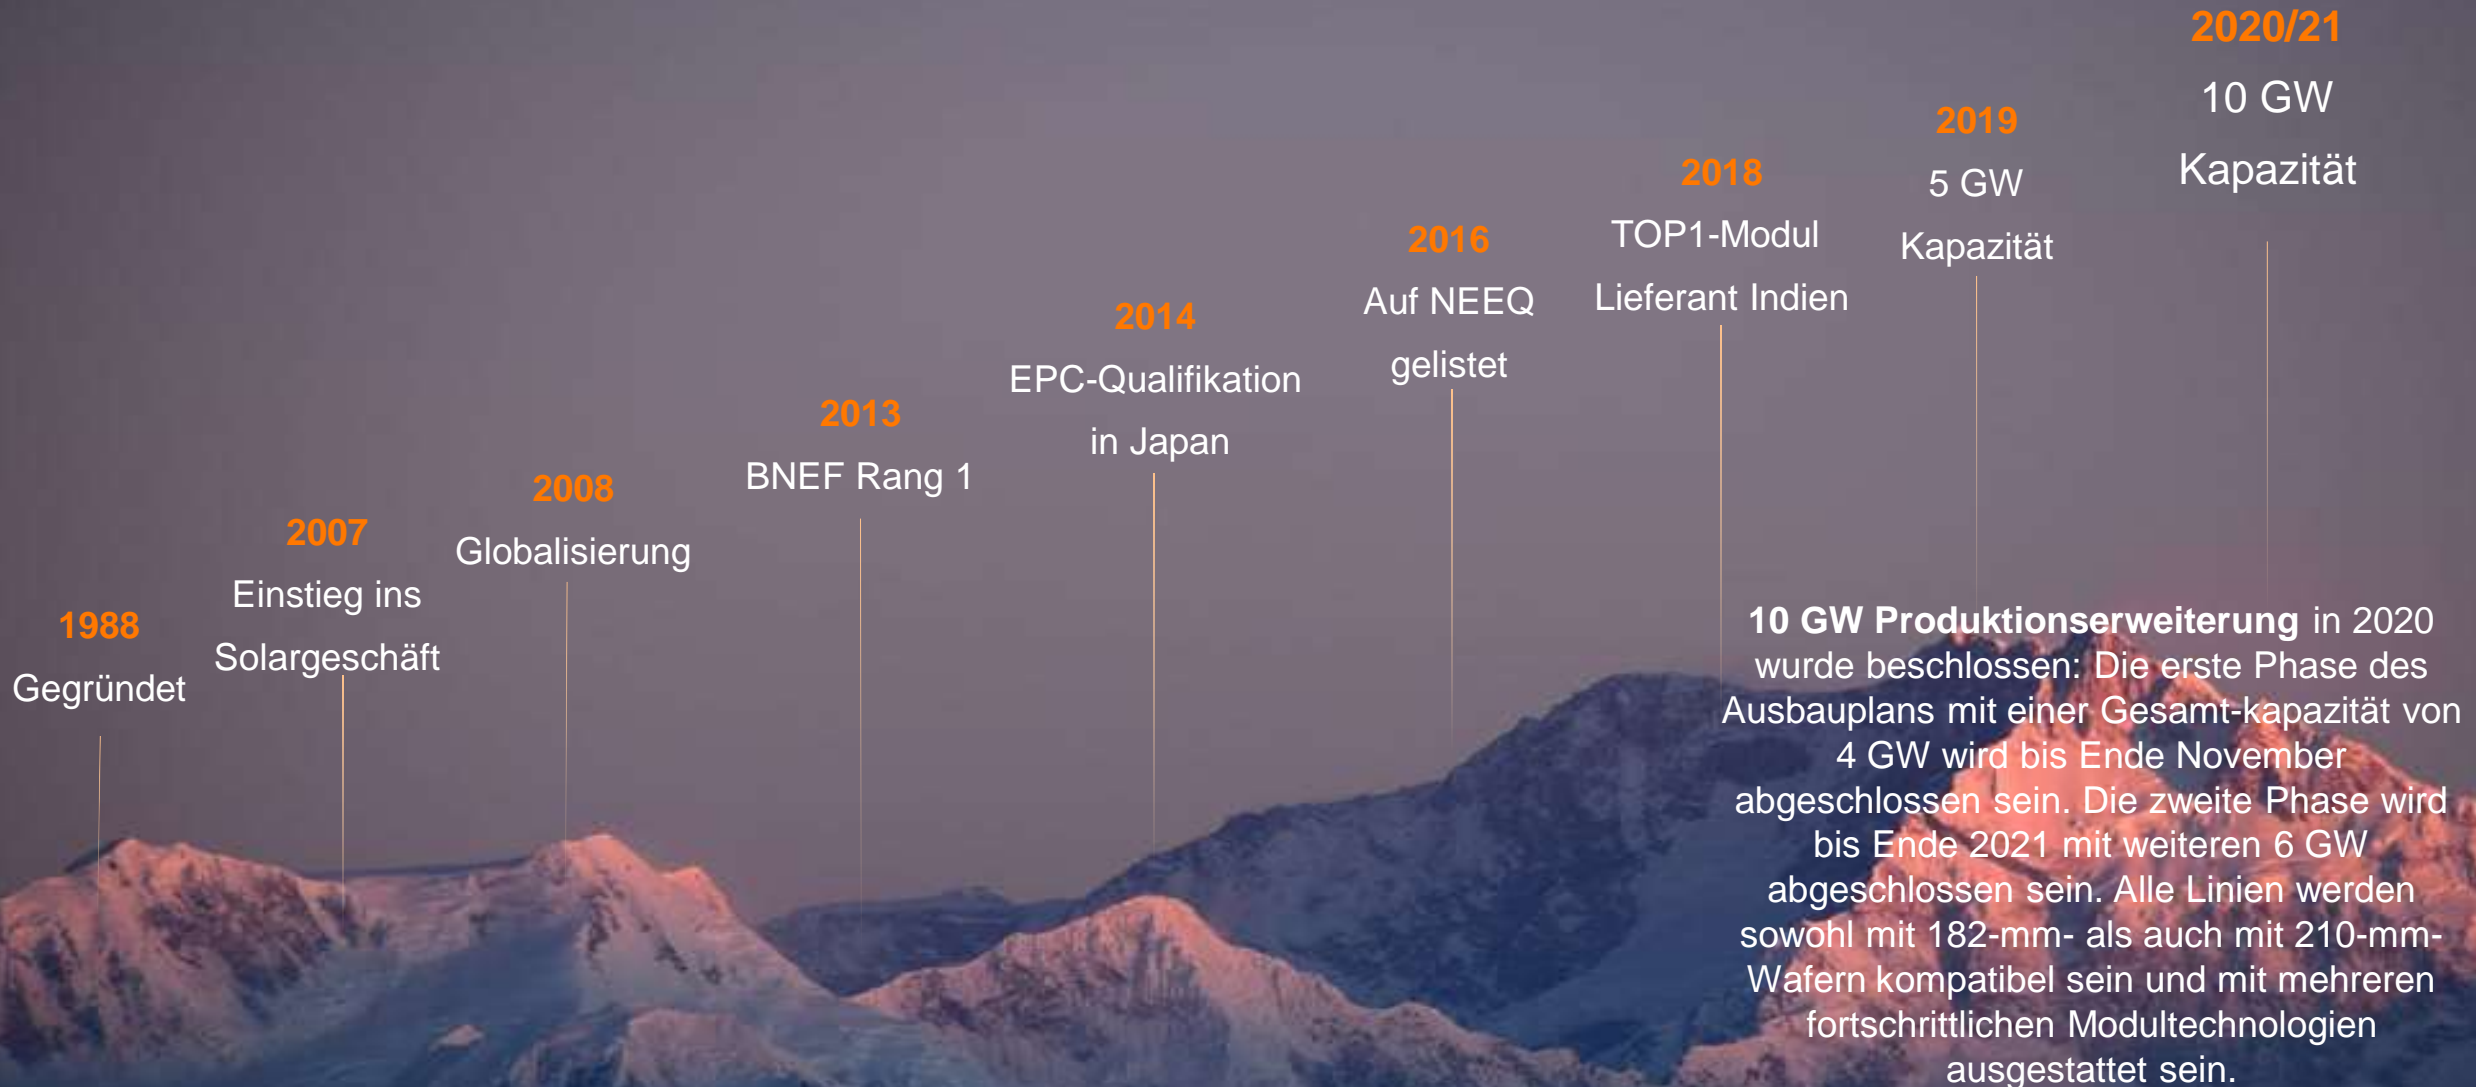 1988
Gegründet
2007
Einstieg ins
Solargeschäft
2008
Globalisierung
2013
BNEF Rang 1
2014
EPC-Qualifikation
in Japan
2016
Auf NEEQ
gelistet
2018
TOP1-Modul
Lieferant Indien
2019
5 GW
Kapazität
2020/21
10 GW
Kapazität
10 GW Produktionserweiterung in 2020
wurde beschlossen: Die erste Phase des
Ausbauplans mit einer Gesamt-kapazität von
4 GW wird bis Ende November
abgeschlossen sein. Die zweite Phase wird
bis Ende 2021 mit weiteren 6 GW
abgeschlossen sein. Alle Linien werden
sowohl mit 182-mm- als auch mit 210-mm-
Wafern kompatibel sein und mit mehreren
fortschrittlichen Modultechnologien
ausgestattet sein.